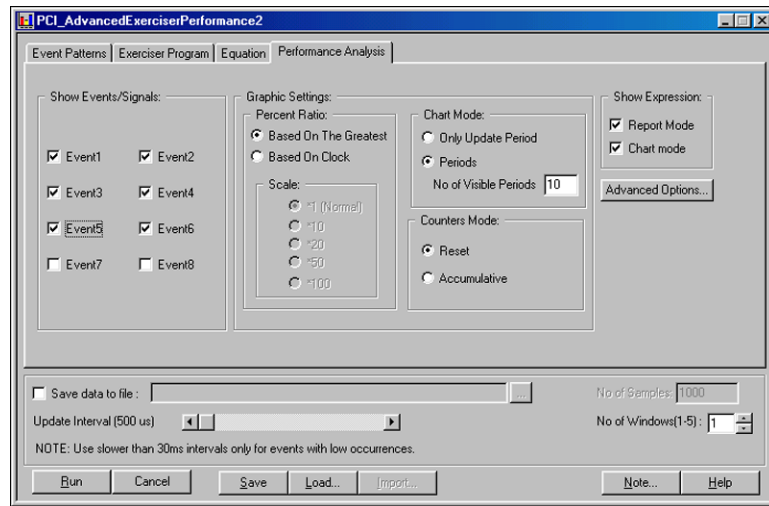 PCI_AdvancedExerciserPerformance2
Event Patterns Exerciser Program Equation Performance Analysis
Show Events/Signals:
Event1 Event2
Event3 Event4
Event5 Event6
Event7 Event8
Graphic Settings:
Percent Ratio:
Based On The Greatest
Based On Clock
Scale:
*1 (Normal)
*10
*20
*50
*100
Chart Mode:
Only Update Period
Periods
No of Visible Periods 10
Counters Mode:
Reset
Accumulative
Show Expression:
Report Mode
Chart mode
Advanced Options...
Save data to file : ... No of Samples: 1000
Update Interval (500 us) No of Windows(1-5) : 1
NOTE: Use slower than 30ms intervals only for events with low occurrences.
Run Cancel Save Load... Import... Note... Help